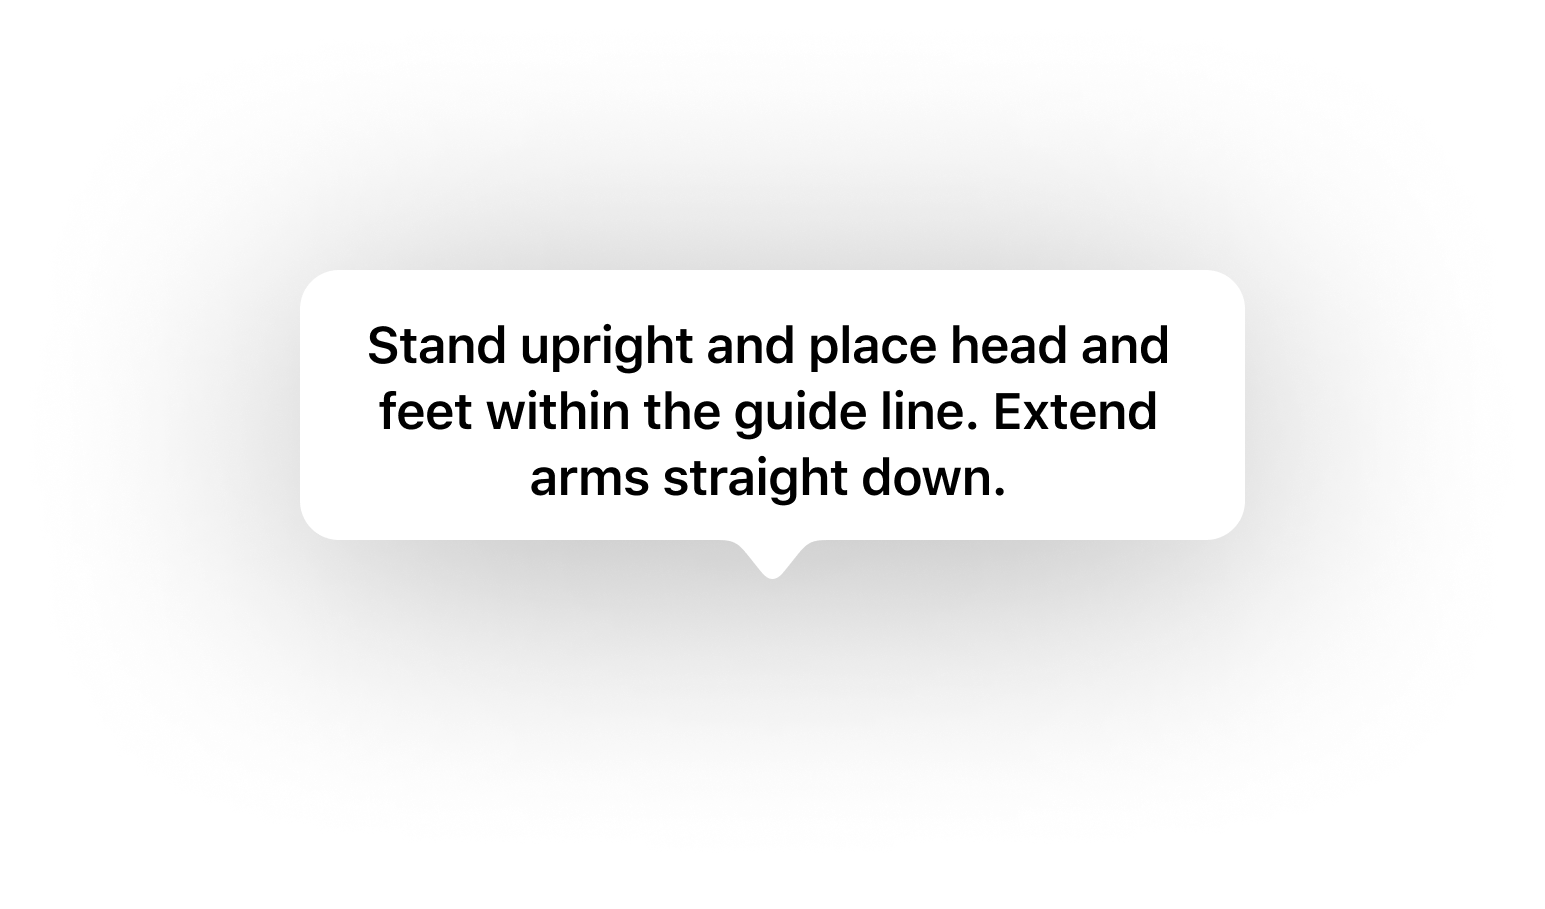 Stand upright and place head and
feet within the guide line. Extend
arms straight down.